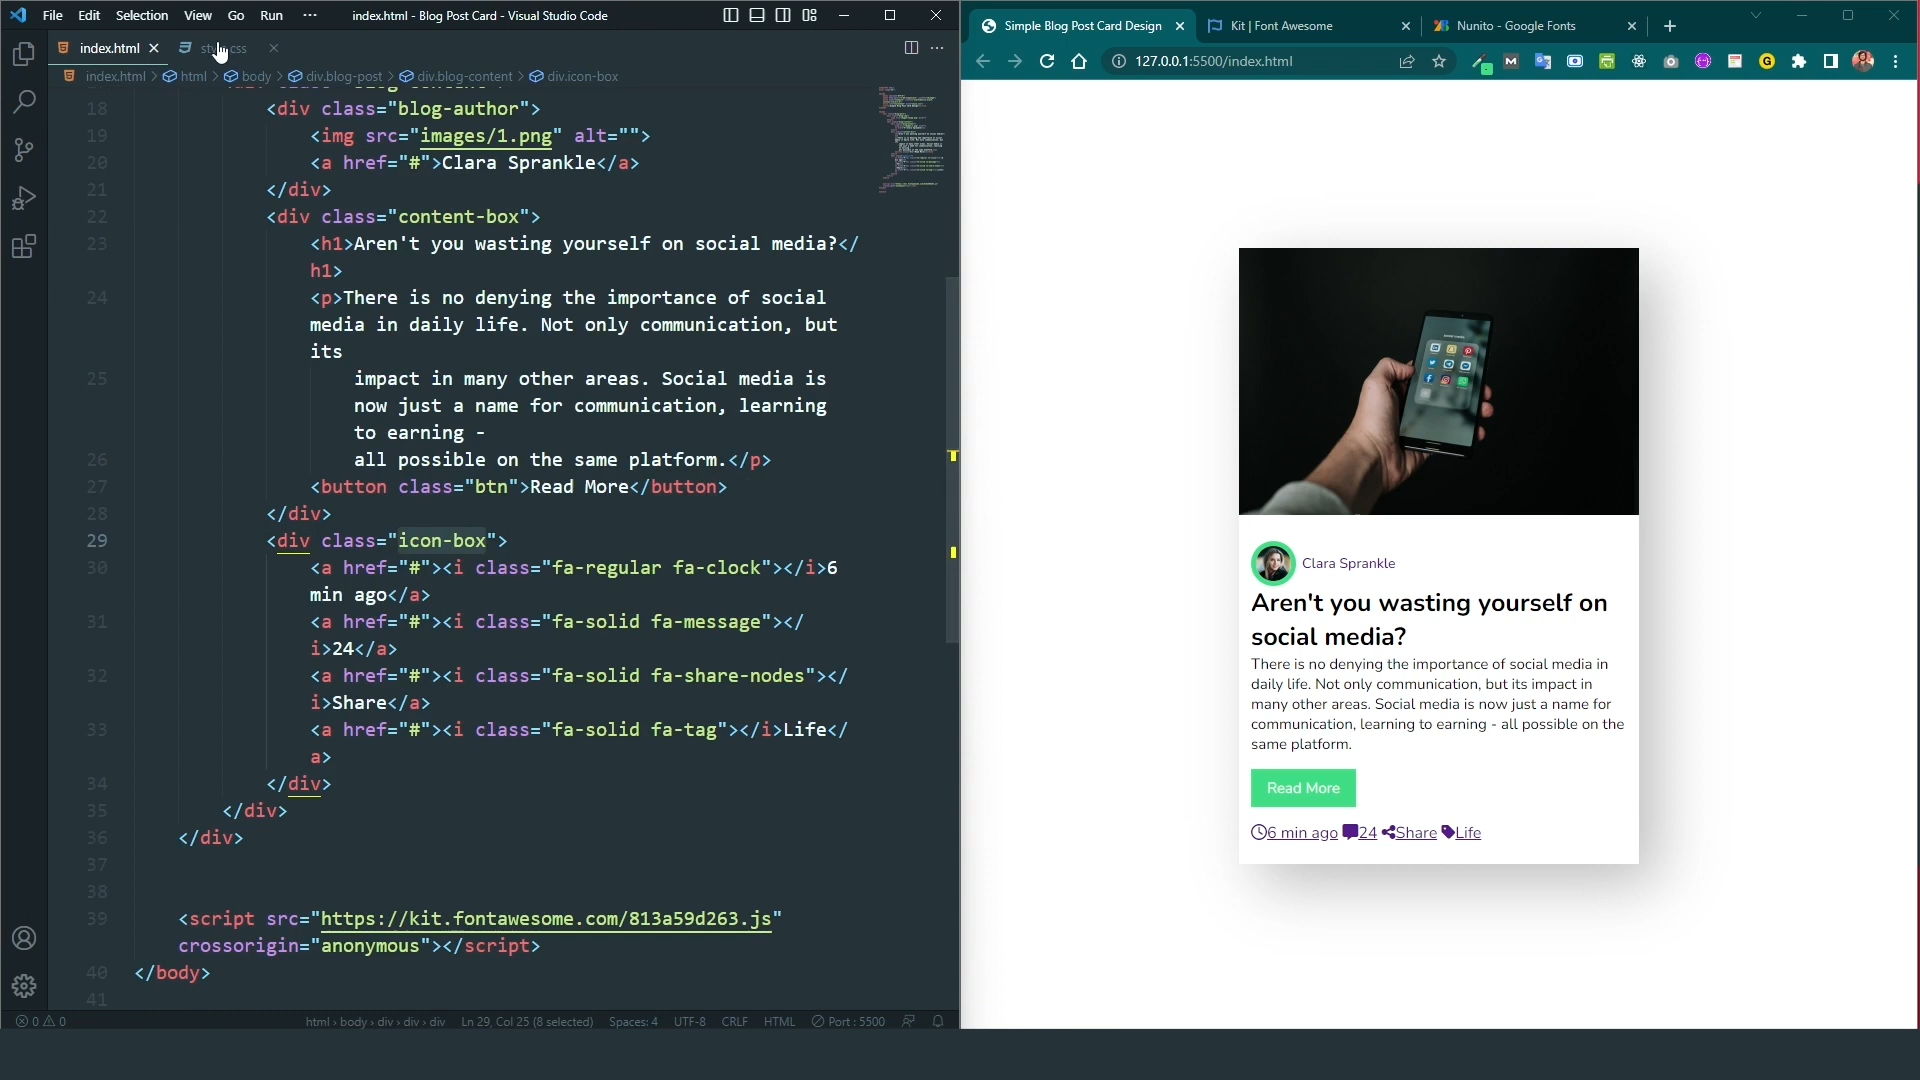 File Edit Selection View Go Run ··· index.html - Blog Post Card - Visual Studio Code
index.html style.css
index.html > html > body > div.blog-post > div.blog-content > div.icon-box
18 <div class="blog-author">
19 <img src="images/1.png" alt="">
20 <a href="#">Clara Sprankle</a>
21 </div>
22 <div class="content-box">
23 <h1>Aren't you wasting yourself on social media?</
h1>
24 <p>There is no denying the importance of social
media in daily life. Not only communication, but
its
25 impact in many other areas. Social media is
now just a name for communication, learning
to earning -
26 all possible on the same platform.</p>
27 <button class="btn">Read More</button>
28 </div>
29 <div class="icon-box">
30 <a href="#"><i class="fa-regular fa-clock"></i>6
min ago</a>
31 <a href="#"><i class="fa-solid fa-message"></
i>24</a>
32 <a href="#"><i class="fa-solid fa-share-nodes"></
i>Share</a>
33 <a href="#"><i class="fa-solid fa-tag"></i>Life</
a>
34 </div>
35 </div>
36 </div>
37
38
39 <script src="https://kit.fontawesome.com/813a59d263.js"
crossorigin="anonymous"></script>
40 </body>
41
0 0 html > body > div > div > div Ln 29, Col 25 (8 selected) Spaces: 4 UTF-8 CRLF HTML Port : 5500
Simple Blog Post Card Design Kit | Font Awesome Nunito - Google Fonts
127.0.0.1:5500/index.html
Clara Sprankle
Aren't you wasting yourself on
social media?
There is no denying the importance of social media in
daily life. Not only communication, but its impact in
many other areas. Social media is now just a name for
communication, learning to earning - all possible on the
same platform.
Read More
6 min ago 24 Share Life